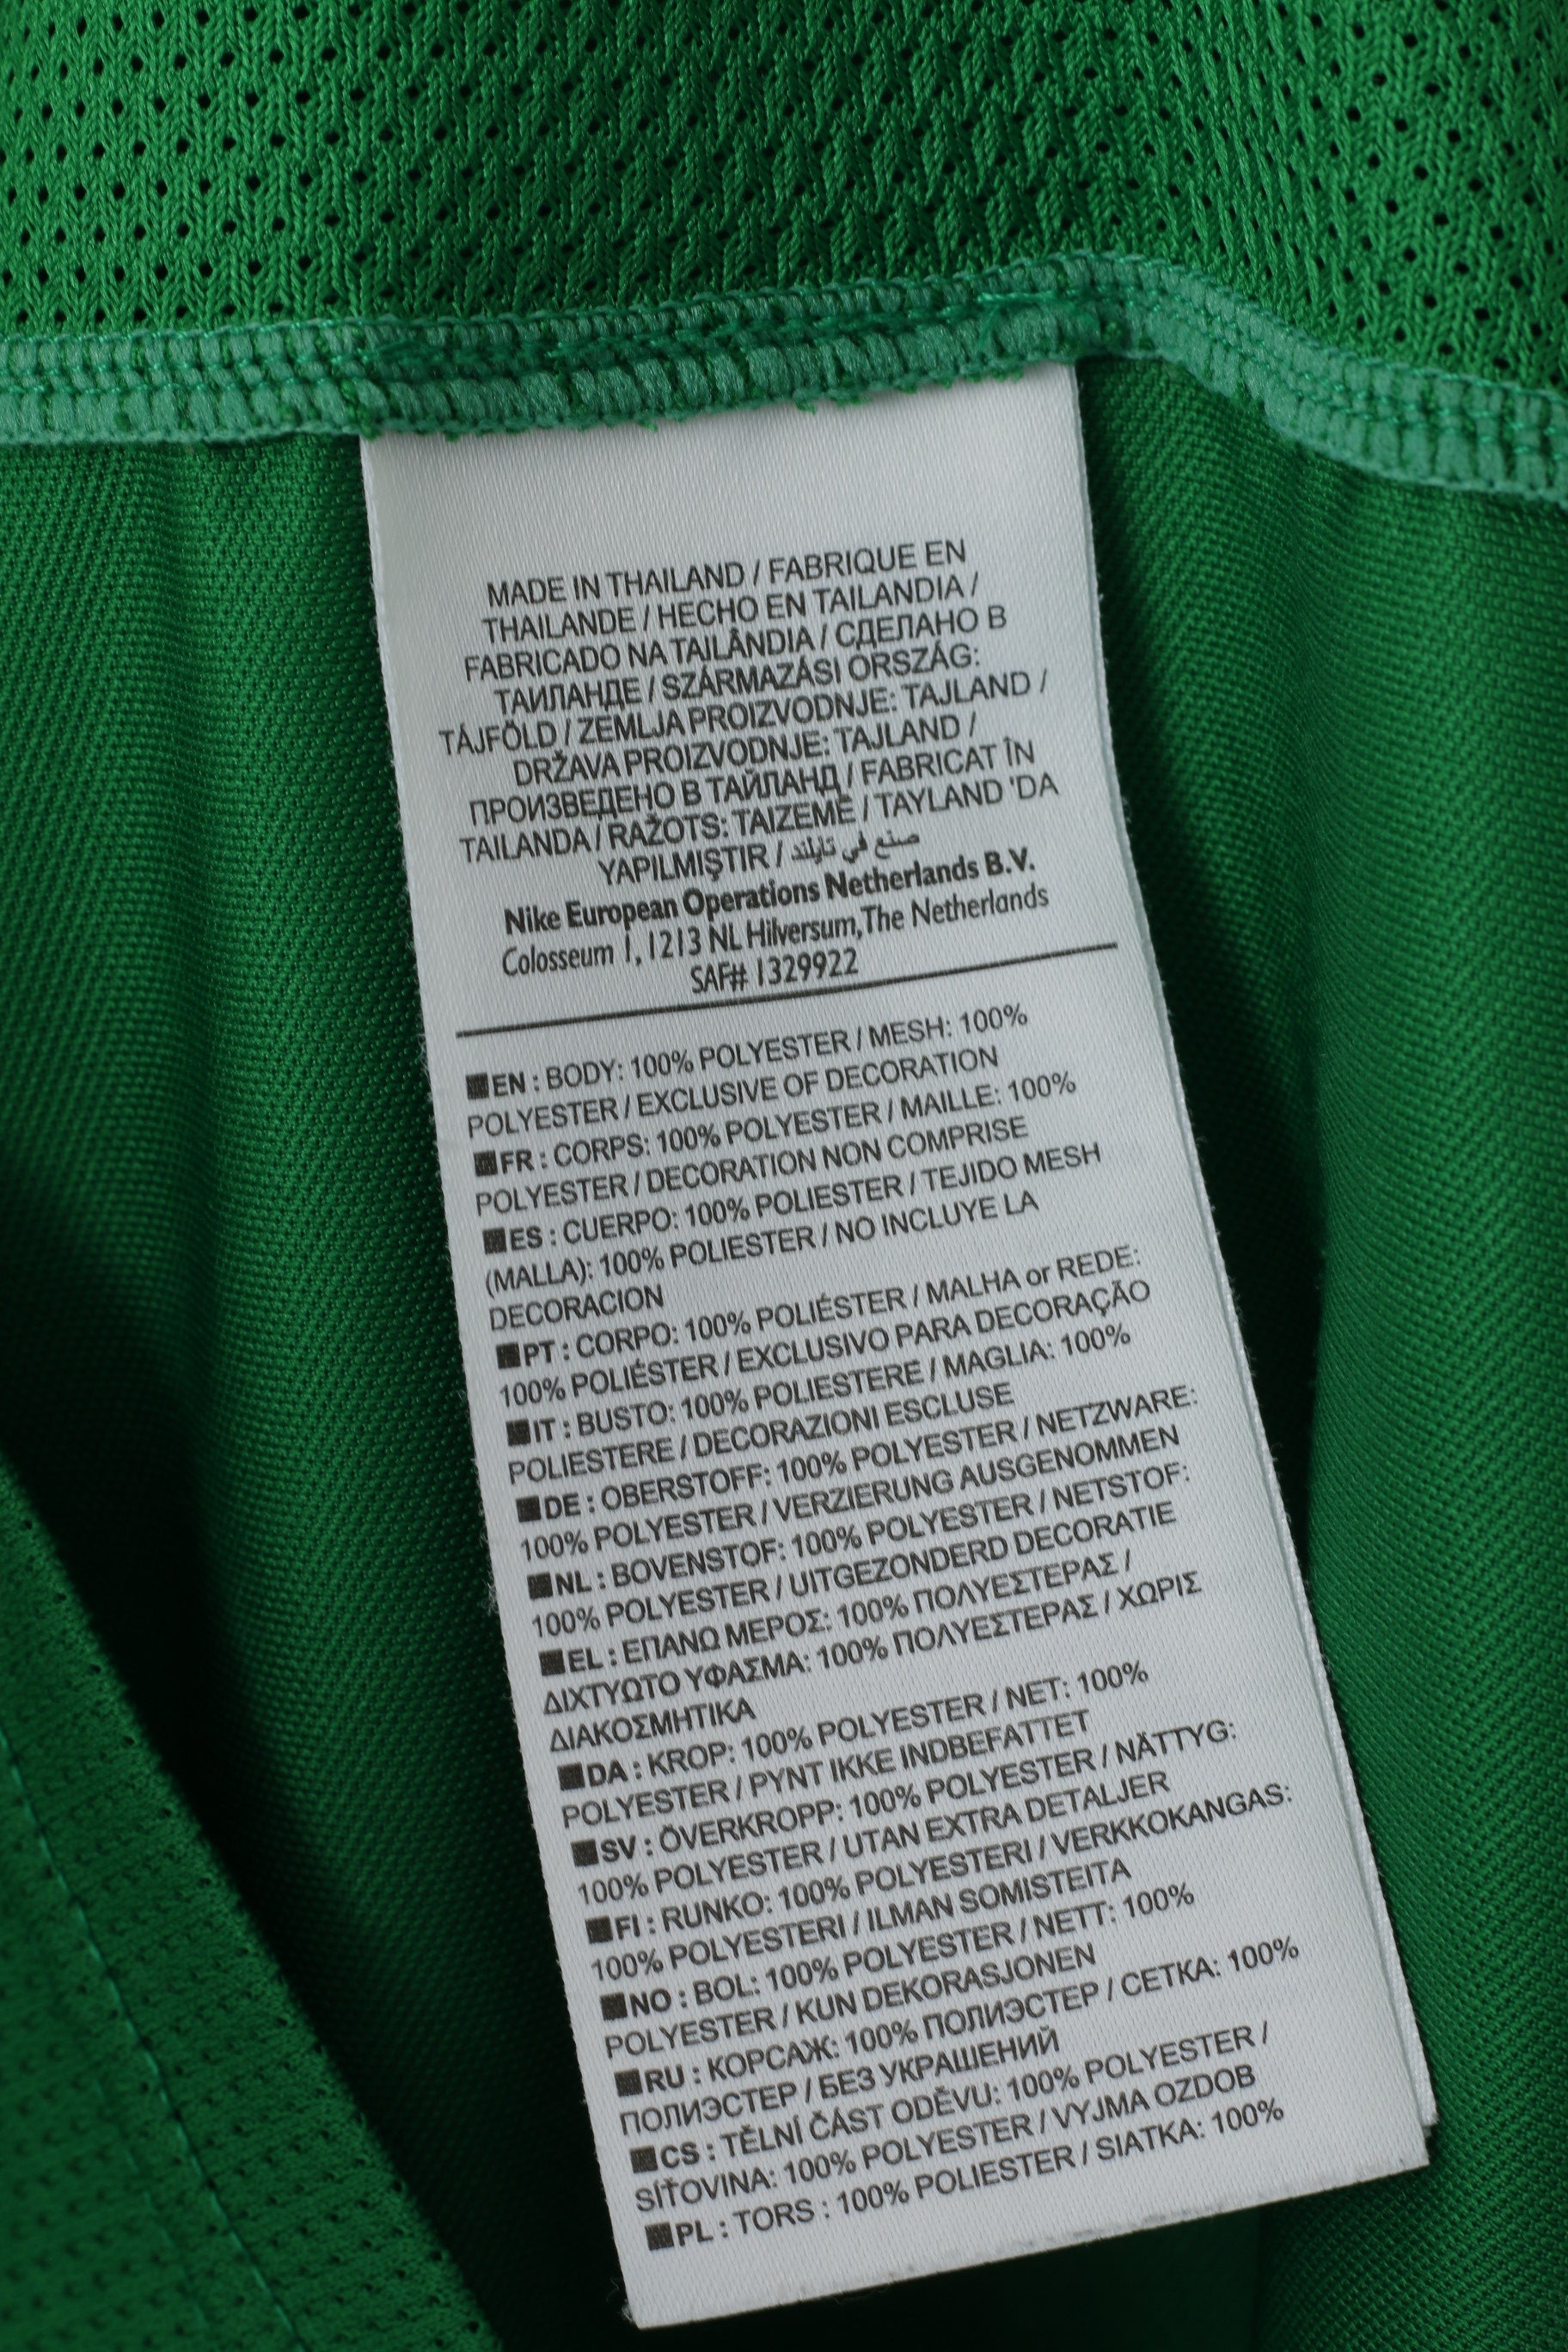 MADE IN THAILAND / FABRIQUE EN
THAILANDE / HECHO EN TAILANDIA /
FABRICADO NA TAILÂNDIA / СДЕЛАНО В
ТАИЛАНДЕ / SZÁRMAZÁSI ORSZÁG:
TÁJFÖLD / ZEMLJA PROIZVODNJE: TAJLAND /
DRŽAVA PROIZVODNJE: TAJLAND /
ПРОИЗВЕДЕНО В ТАЙЛАНД / FABRICAT ÎN
TAILANDA / RAŽOTS: TAIZEMĒ / TAYLAND 'DA
YAPILMIŞTIR / صنع في تايلند
Nike European Operations Netherlands B.V.
Colosseum 1, 1213 NL Hilversum, The Netherlands
SAF# 1329922
■EN : BODY: 100% POLYESTER / MESH: 100%
POLYESTER / EXCLUSIVE OF DECORATION
■FR : CORPS: 100% POLYESTER / MAILLE: 100%
POLYESTER / DECORATION NON COMPRISE
■ES : CUERPO: 100% POLIESTER / TEJIDO MESH
(MALLA): 100% POLIESTER / NO INCLUYE LA
DECORACION
■PT : CORPO: 100% POLIÉSTER / MALHA or REDE:
100% POLIÉSTER / EXCLUSIVO PARA DECORAÇÃO
■IT : BUSTO: 100% POLIESTERE / MAGLIA: 100%
POLIESTERE / DECORAZIONI ESCLUSE
■DE : OBERSTOFF: 100% POLYESTER / NETZWARE:
100% POLYESTER / VERZIERUNG AUSGENOMMEN
■NL : BOVENSTOF: 100% POLYESTER / NETSTOF:
100% POLYESTER / UITGEZONDERD DECORATIE
■EL : ΕΠΑΝΩ ΜΕΡΟΣ: 100% ΠΟΛΥΕΣΤΕΡΑΣ /
ΔΙΧΤΥΩΤΟ ΥΦΑΣΜΑ: 100% ΠΟΛΥΕΣΤΕΡΑΣ / ΧΩΡΙΣ
ΔΙΑΚΟΣΜΗΤΙΚΑ
■DA : KROP: 100% POLYESTER / NET: 100%
POLYESTER / PYNT IKKE INDBEFATTET
■SV : ÖVERKROPP: 100% POLYESTER / NÄTTYG:
100% POLYESTER / UTAN EXTRA DETALJER
■FI : RUNKO: 100% POLYESTERI / VERKKOKANGAS:
100% POLYESTERI / ILMAN SOMISTEITA
■NO : BOL: 100% POLYESTER / NETT: 100%
POLYESTER / KUN DEKORASJONEN
■RU : КОРСАЖ: 100% ПОЛИЭСТЕР / СЕТКА: 100%
ПОЛИЭСТЕР / БЕЗ УКРАШЕНИЙ
■CS : TĚLNÍ ČÁST ODĚVU: 100% POLYESTER /
SÍŤOVINA: 100% POLYESTER / VYJMA OZDOB
■PL : TORS : 100% POLIESTER / SIATKA: 100%